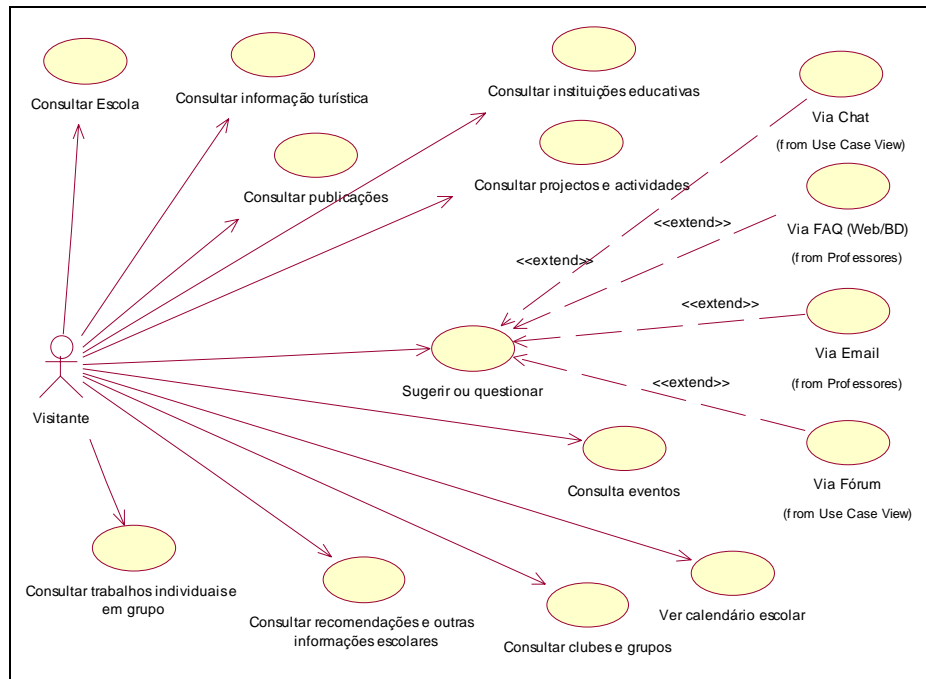 Consultar Escola
Consultar informação turística
Consultar instituições educativas
Via Chat
(from Use Case View)
Consultar publicações
Consultar projectos e actividades
<<extend>>
Via FAQ (Web/BD)
(from Professores)
<<extend>>
<<extend>>
Via Email
(from Professores)
Sugerir ou questionar
<<extend>>
Visitante
Via Fórum
(from Use Case View)
Consulta eventos
Consultar trabalhos individuais e
em grupo
Consultar recomendações e outras
informações escolares
Consultar clubes e grupos
Ver calendário escolar